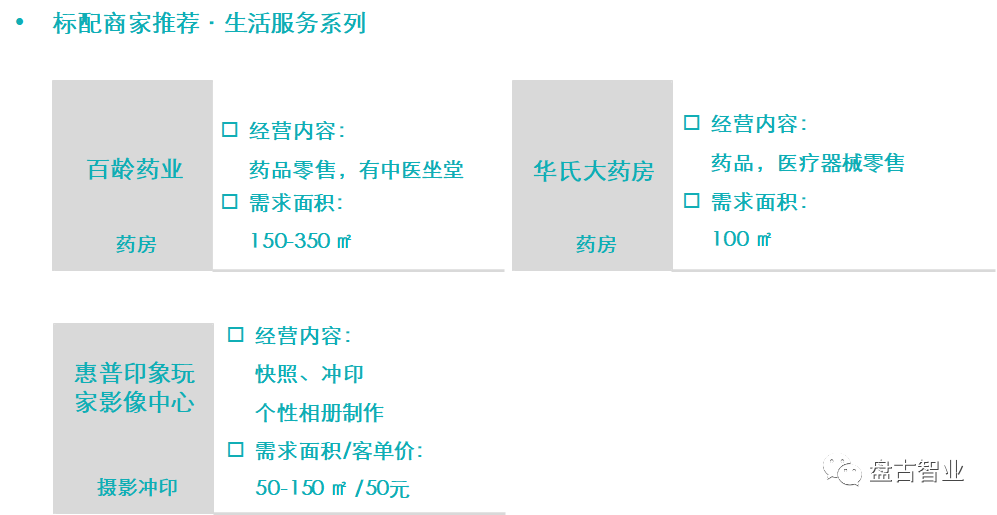 • 标配商家推荐·生活服务系列
百龄药业
药房
□ 经营内容：
药品零售，有中医坐堂
□ 需求面积：
150-350 ㎡
华氏大药房
药房
□ 经营内容：
药品，医疗器械零售
□ 需求面积：
100 ㎡
惠普印象玩
家影像中心
摄影冲印
□ 经营内容：
快照、冲印
个性相册制作
□ 需求面积/客单价：
50-150 ㎡ /50元
盘古智业